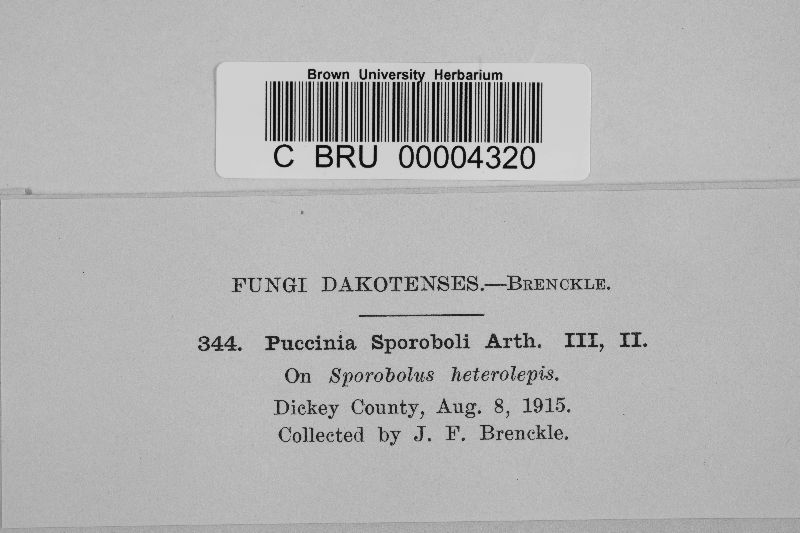 Brown University Herbarium
C BRU 00004320
FUNGI DAKOTENSES.—BRENCKLE.
344. Puccinia Sporoboli Arth. III, II.
On Sporobolus heterolepis.
Dickey County, Aug. 8, 1915.
Collected by J. F. Brenckle.